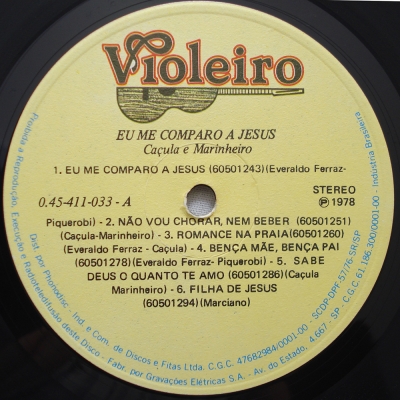 Violeiro
EU ME COMPARO A JESUS
Caçula e Marinheiro
1. EU ME COMPARO A JESUS (60501243) (Everaldo Ferraz-
STEREO
0.45-411-033 - A
℗ 1978
Piquerobi) - 2. NÃO VOU CHORAR, NEM BEBER (60501251)
(Caçula-Marinheiro) - 3. ROMANCE NA PRAIA (60501260)
(Everaldo Ferraz - Caçula) - 4. BENÇA MÃE, BENÇA PAI
(60501278) (Everaldo Ferraz- Piquerobi) - 5. SABE
DEUS O QUANTO TE AMO (60501286) (Caçula
Marinheiro) - 6. FILHA DE JESUS
(60501294) (Marciano)
Proibida a Reprodução, Execução e Radioteledifusão deste Disco - Fabr. por Gravações Elétricas S.A. - Av. do Estado, 4.667 - SP - C.G.C. 61.186.300/0001-00 - Indústria Brasileira
Dist. por Phonodisc - Ind. e Com. de Discos e Fitas Ltda. C.G.C. 47682984/0001-00 - SCDP-DPF-57/76-SR/SP